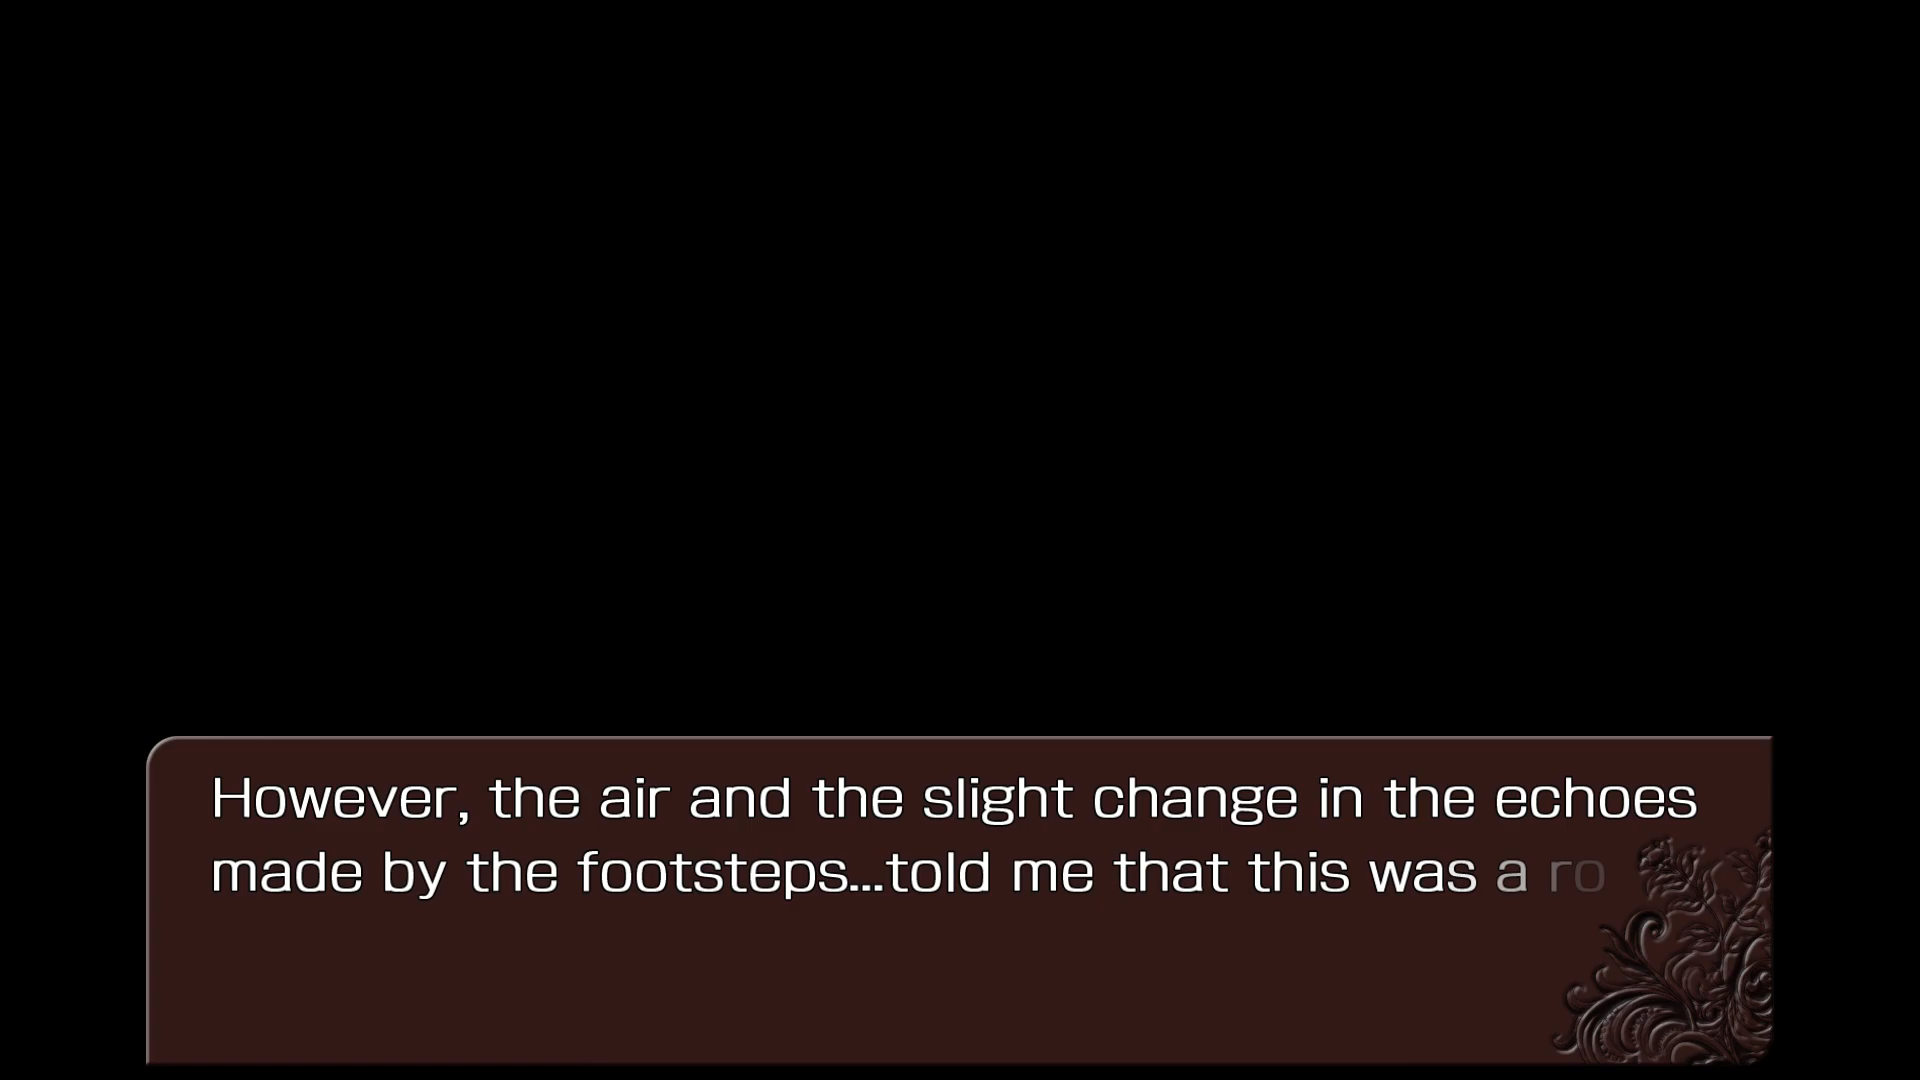 However, the air and the slight change in the echoes
made by the footsteps...told me that this was a ro